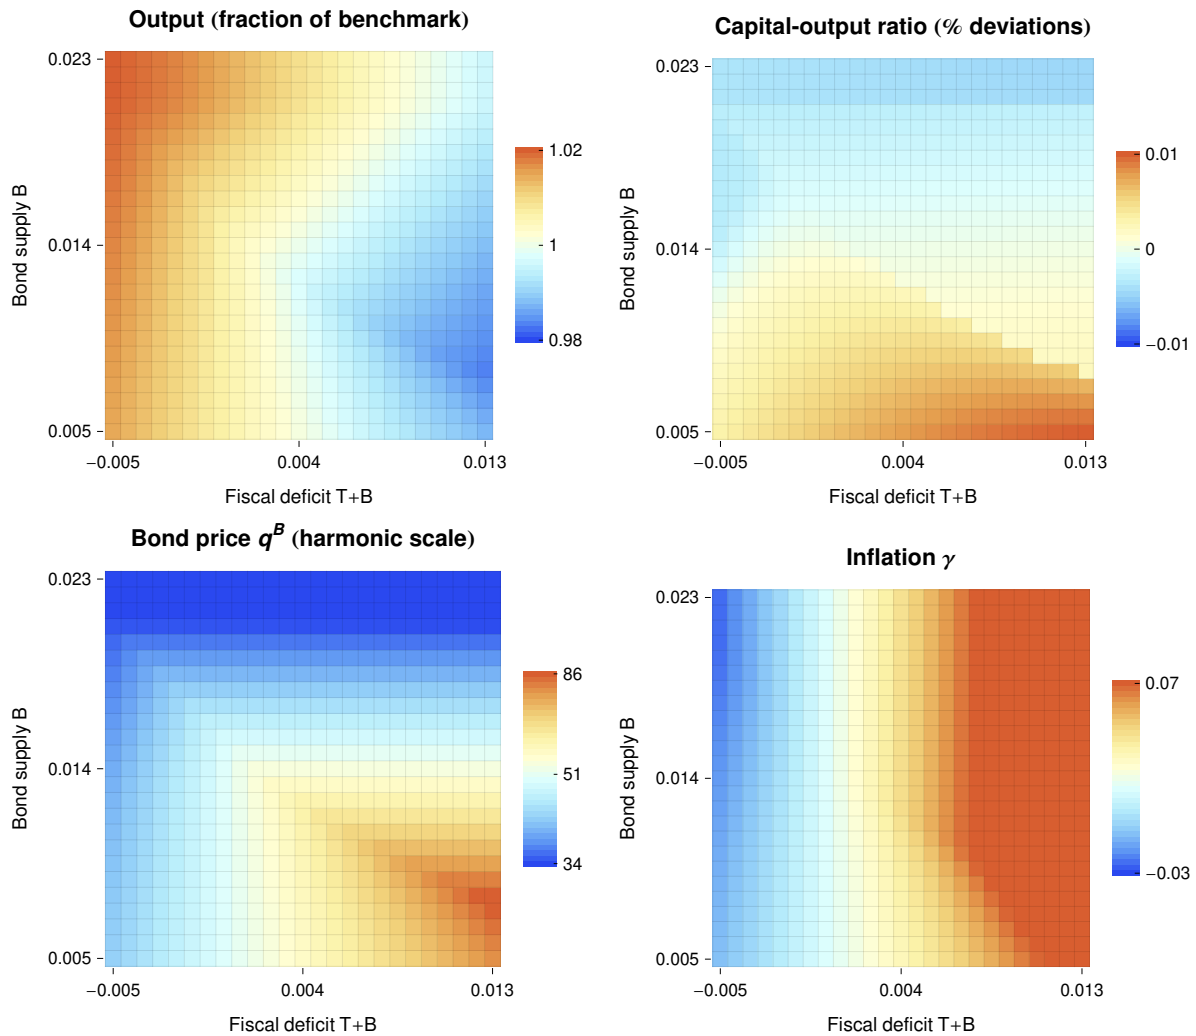 Output (fraction of benchmark)
Bond supply B
0.023
0.014
0.005
−0.005
0.004
0.013
Fiscal deficit T+B
1.02
1
0.98
Capital-output ratio (% deviations)
Bond supply B
0.023
0.014
0.005
−0.005
0.004
0.013
Fiscal deficit T+B
0.01
0
−0.01
Bond price q^B (harmonic scale)
Bond supply B
0.023
0.014
0.005
−0.005
0.004
0.013
Fiscal deficit T+B
86
51
34
Inflation γ
Bond supply B
0.023
0.014
0.005
−0.005
0.004
0.013
Fiscal deficit T+B
0.07
−0.03